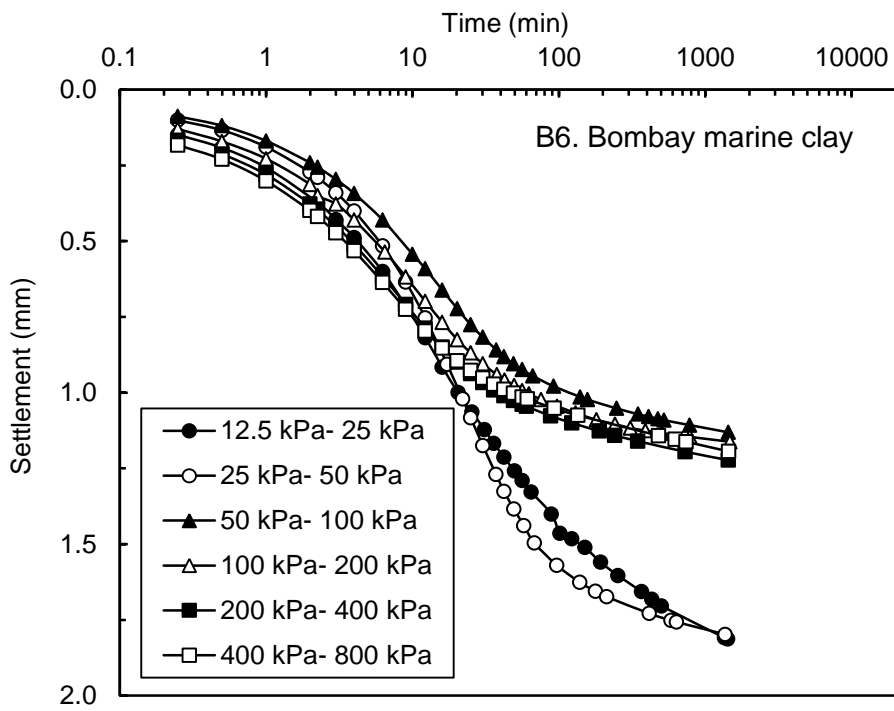 Time (min)
0.1 1 10 100 1000 10000
0.0
0.5
1.0
1.5
2.0
Settlement (mm)
B6. Bombay marine clay
12.5 kPa- 25 kPa
25 kPa- 50 kPa
50 kPa- 100 kPa
100 kPa- 200 kPa
200 kPa- 400 kPa
400 kPa- 800 kPa